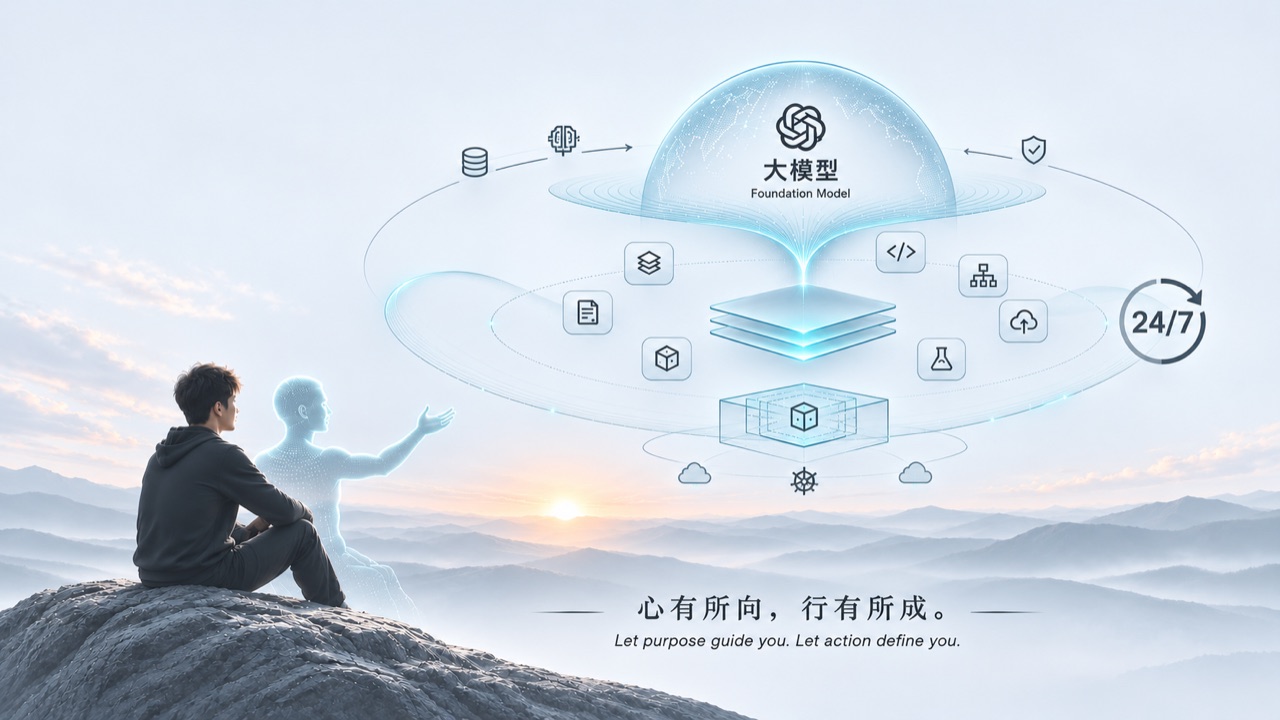 大模型
Foundation Model
</>
24/7
心有所向，行有所成。
Let purpose guide you. Let action define you.